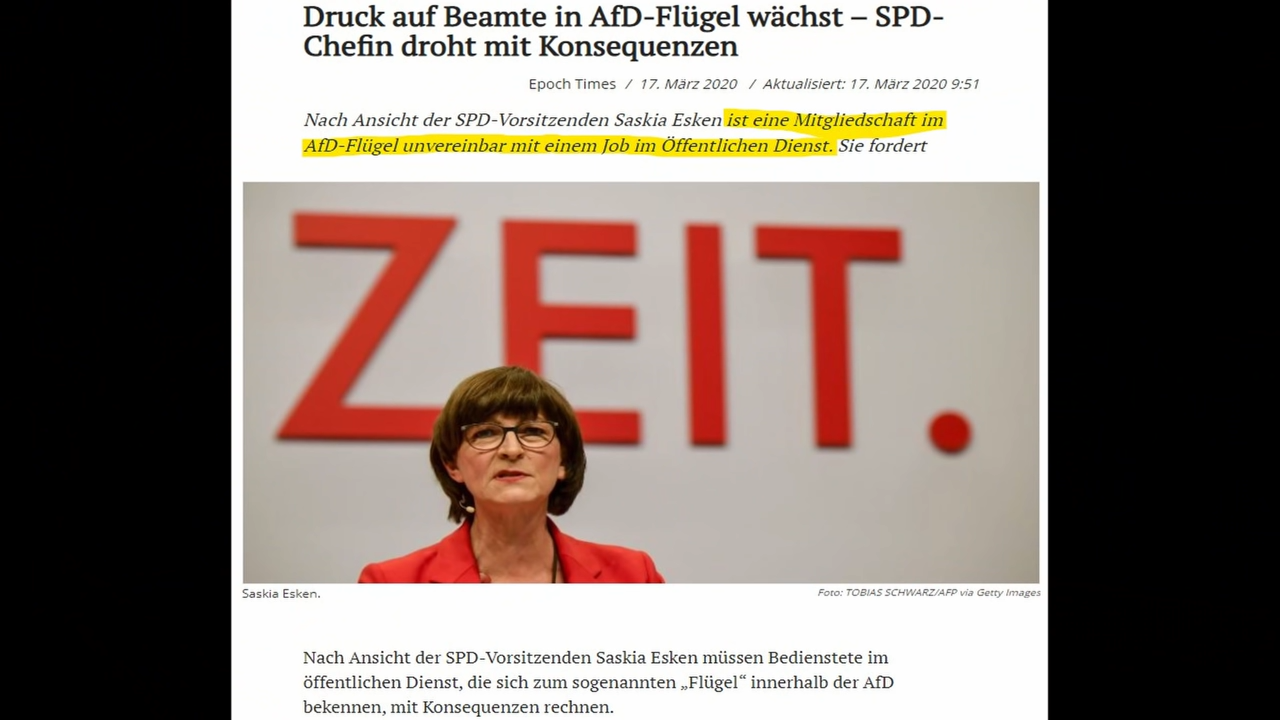 Druck auf Beamte in AfD-Flügel wächst – SPD-
Chefin droht mit Konsequenzen
Epoch Times / 17. März 2020 / Aktualisiert: 17. März 2020 9:51
Nach Ansicht der SPD-Vorsitzenden Saskia Esken ist eine Mitgliedschaft im
AfD-Flügel unvereinbar mit einem Job im Öffentlichen Dienst. Sie fordert
ZEIT.
Saskia Esken.
Foto: TOBIAS SCHWARZ/AFP via Getty Images
Nach Ansicht der SPD-Vorsitzenden Saskia Esken müssen Bedienstete im
öffentlichen Dienst, die sich zum sogenannten „Flügel“ innerhalb der AfD
bekennen, mit Konsequenzen rechnen.